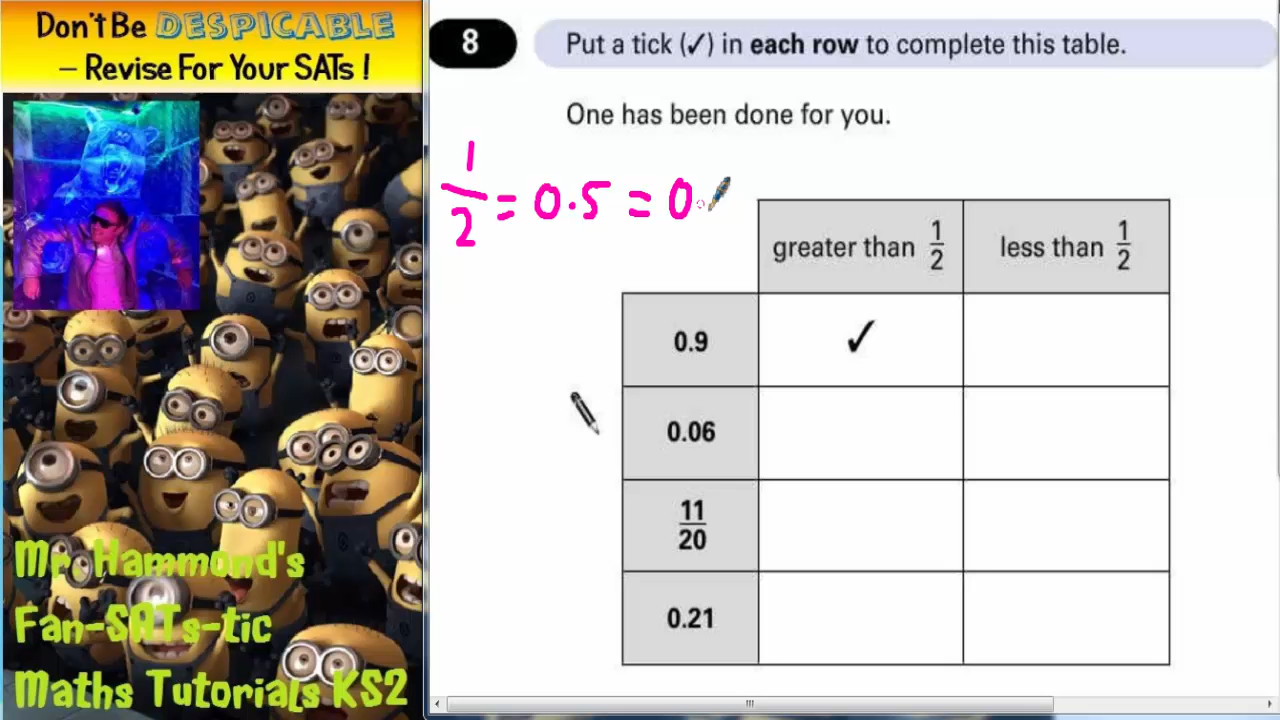 Don't Be DESPICABLE
– Revise For Your SATs !
Mr. Hammond's
Fan-SATs-tic
Maths Tutorials KS2
8
Put a tick (✓) in each row to complete this table.
One has been done for you.
1/2 = 0.5 = 0.
greater than 1/2
less than 1/2
0.9 ✓
0.06
11/20
0.21